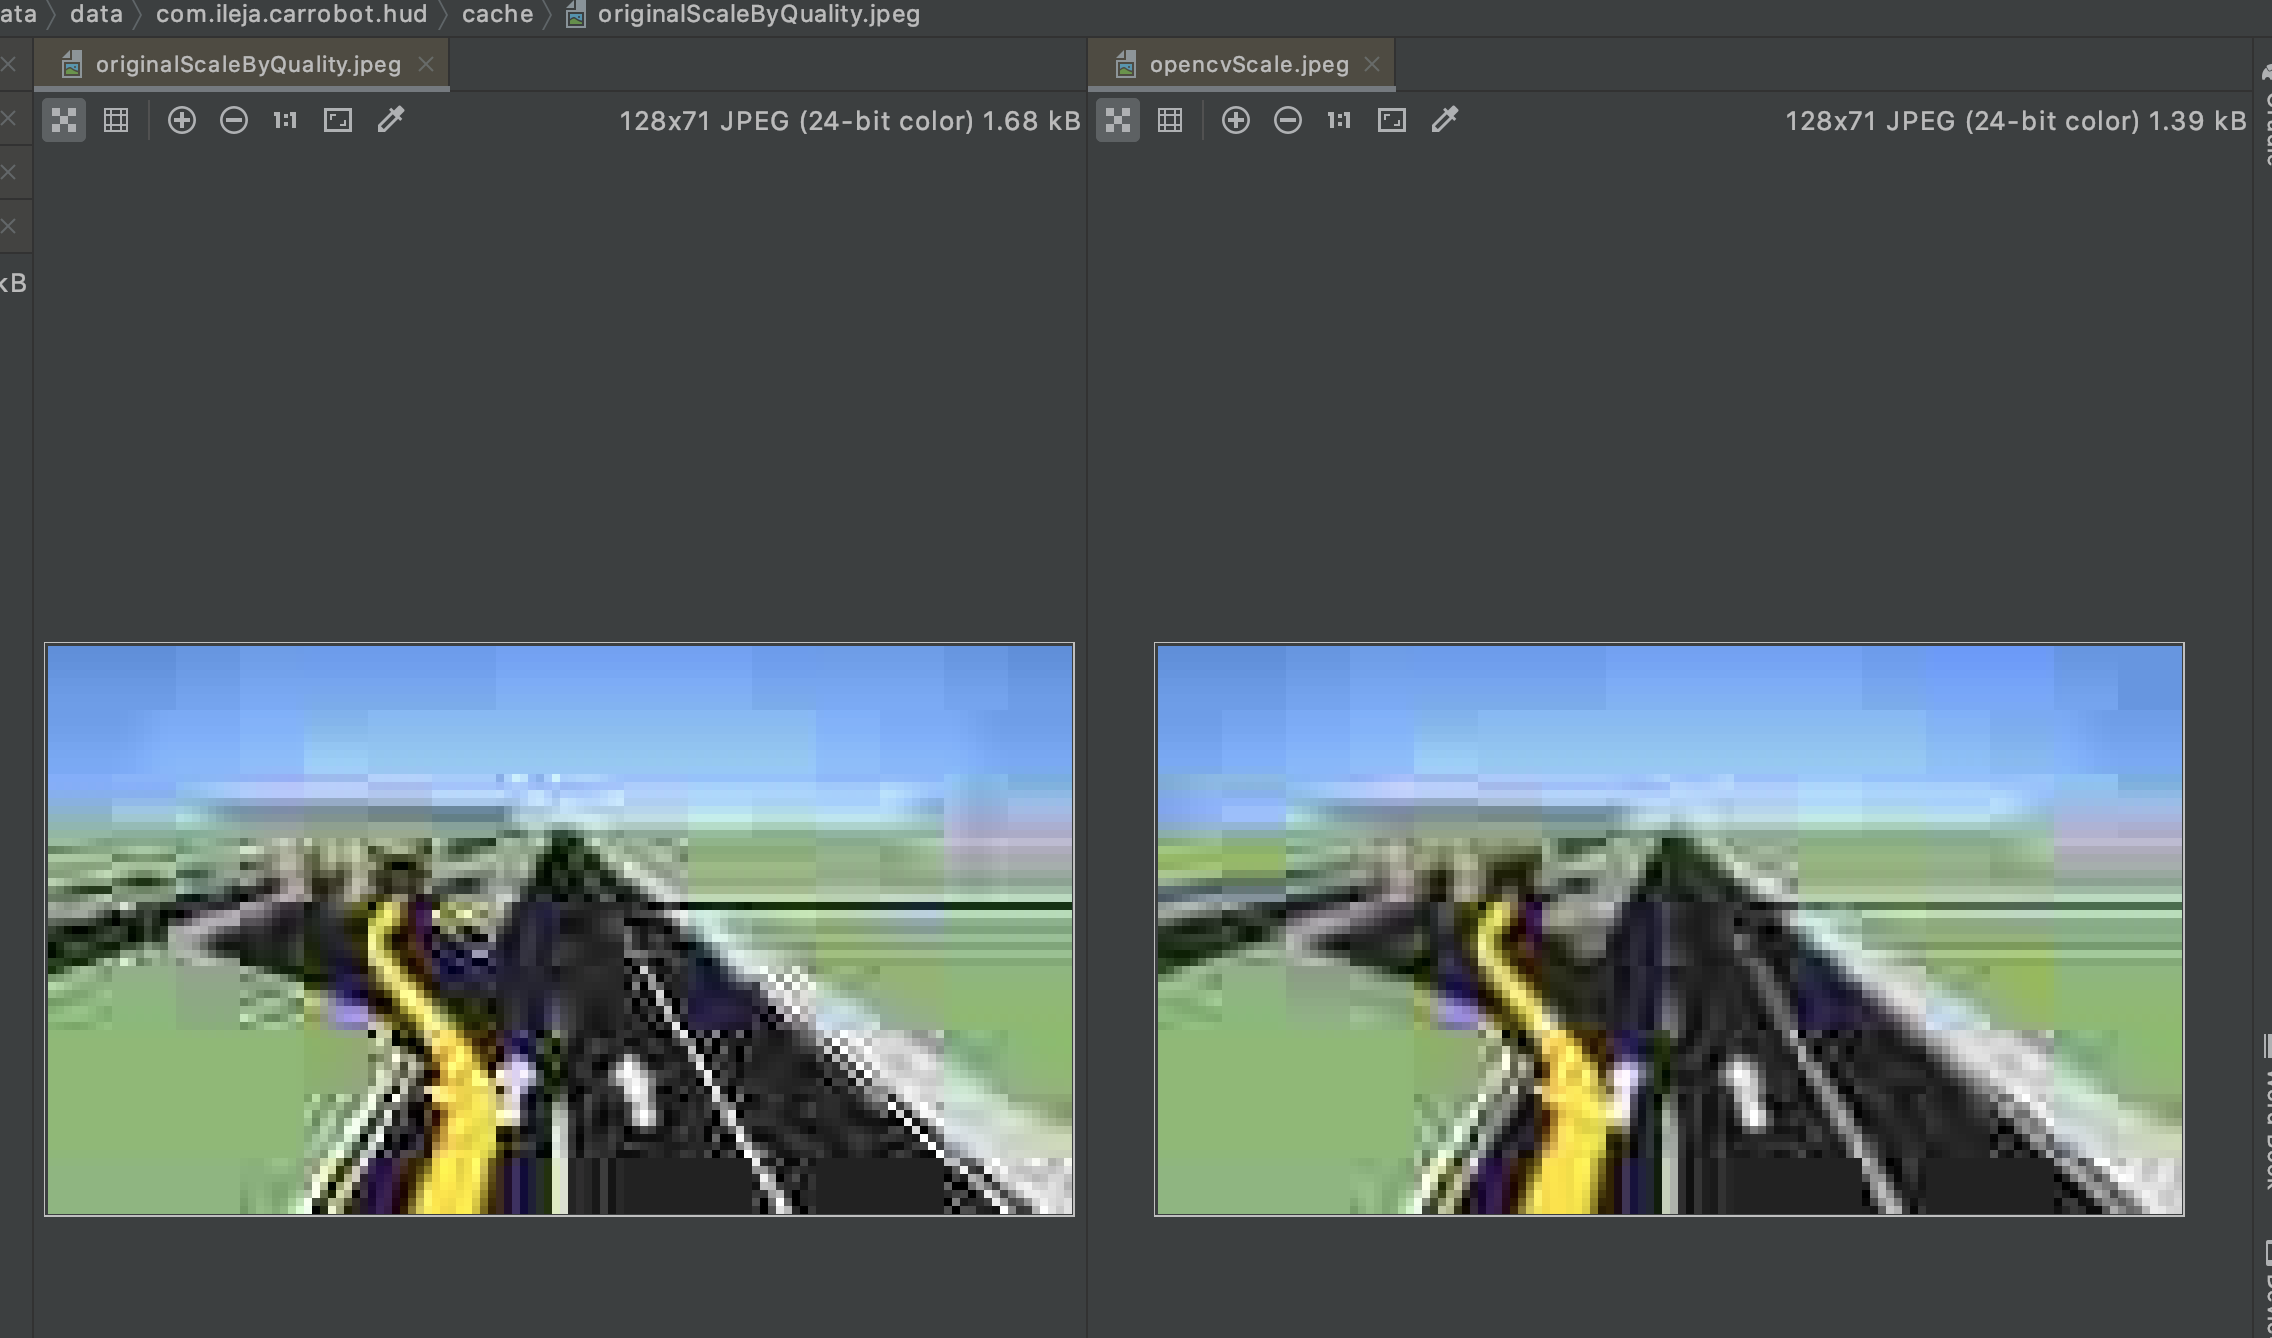 ata data com.ileja.carrobot.hud cache originalScaleByQuality.jpeg
originalScaleByQuality.jpeg
opencvScale.jpeg
1:1
128x71 JPEG (24-bit color) 1.68 kB
1:1
128x71 JPEG (24-bit color) 1.39 kB
kB